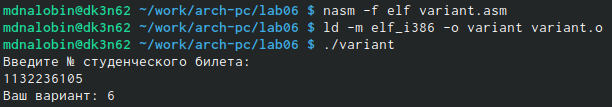 mdnalobin@dk3n62 ~/work/arch-pc/lab06 $ nasm -f elf variant.asm
mdnalobin@dk3n62 ~/work/arch-pc/lab06 $ ld -m elf_i386 -o variant variant.o
mdnalobin@dk3n62 ~/work/arch-pc/lab06 $ ./variant
Введите № студенческого билета:
1132236105
Ваш вариант: 6